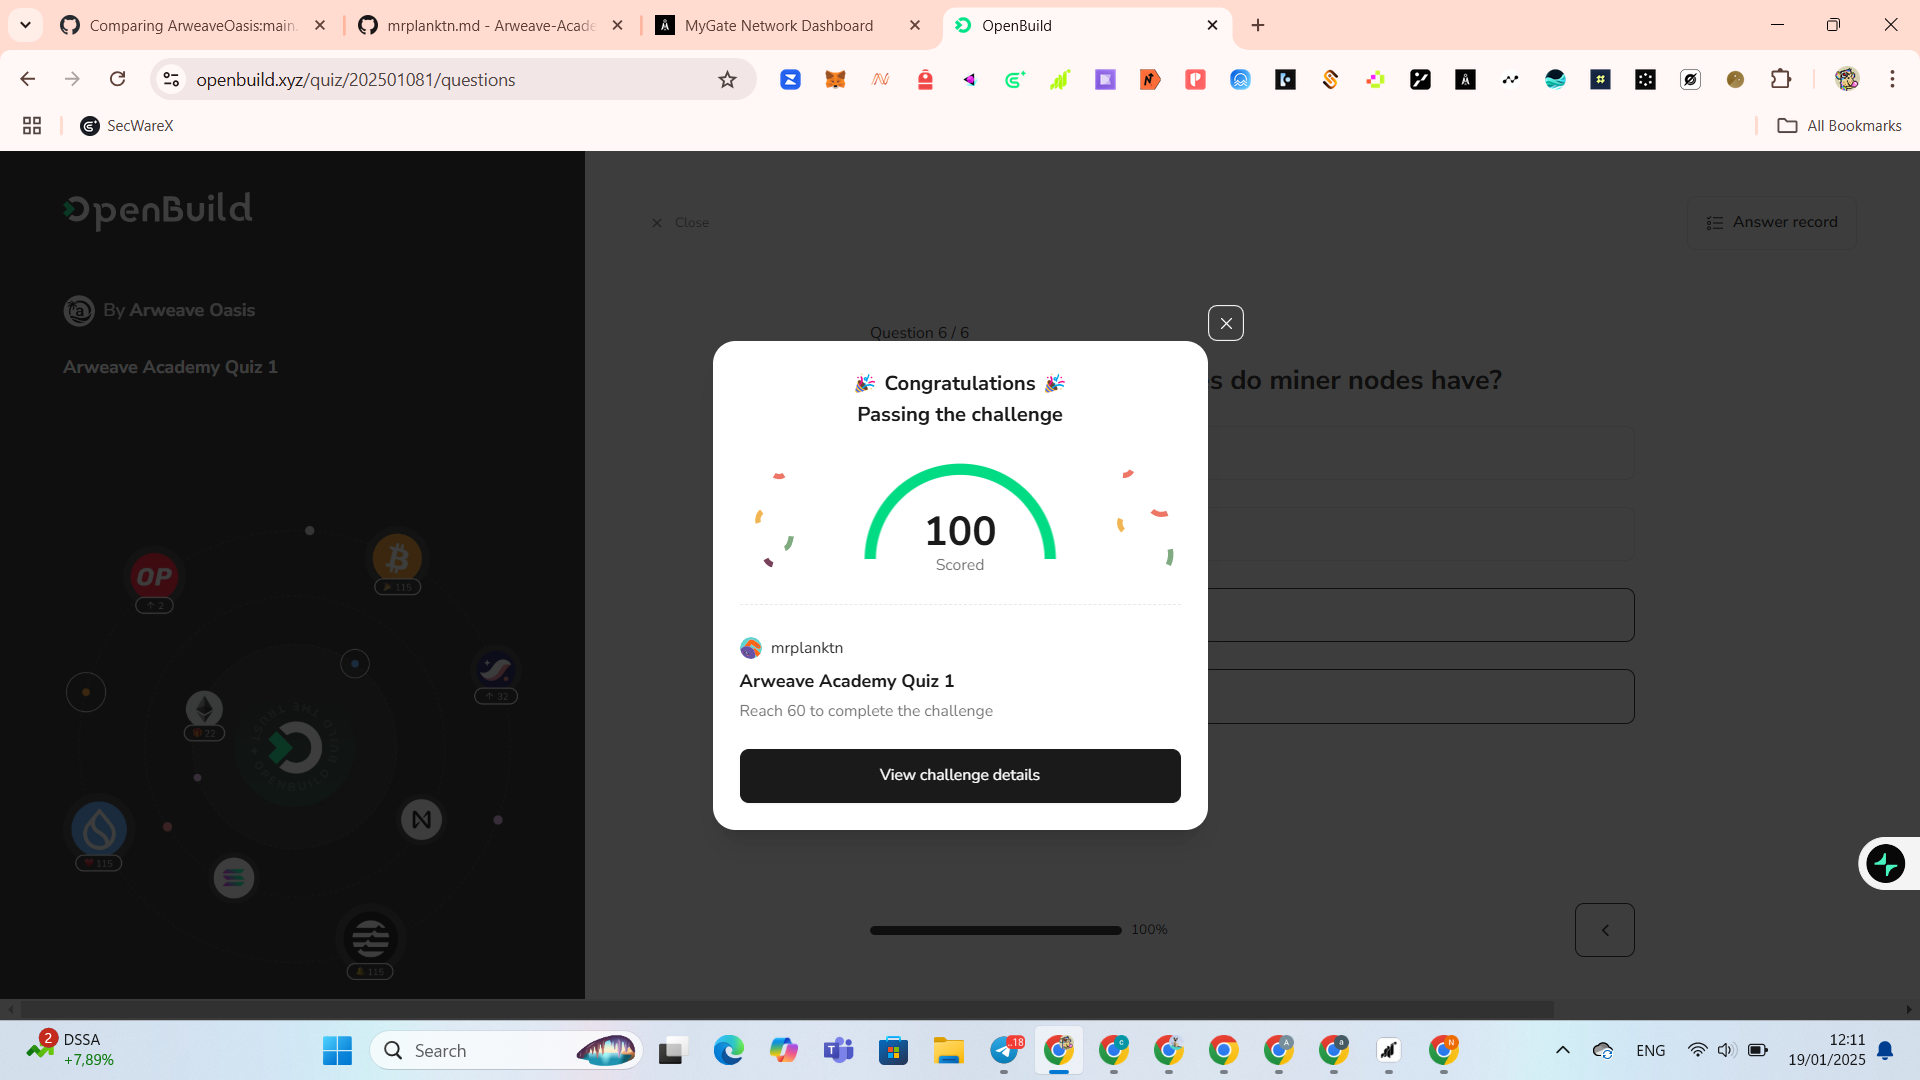 Comparing ArweaveOasis:main.
mrplanktn.md - Arweave-Acade
MyGate Network Dashboard
OpenBuild
openbuild.xyz/quiz/202501081/questions
SecWareX
All Bookmarks
OpenBuild
Close
Answer record
By Arweave Oasis
Arweave Academy Quiz 1
Question 6 / 6
s do miner nodes have?
🎉 Congratulations 🎉
Passing the challenge
100
Scored
mrplanktn
Arweave Academy Quiz 1
Reach 60 to complete the challenge
View challenge details
OP
2
115
32
22
115
115
100%
2
DSSA
+7,89%
Search
..18
ENG
12:11
19/01/2025